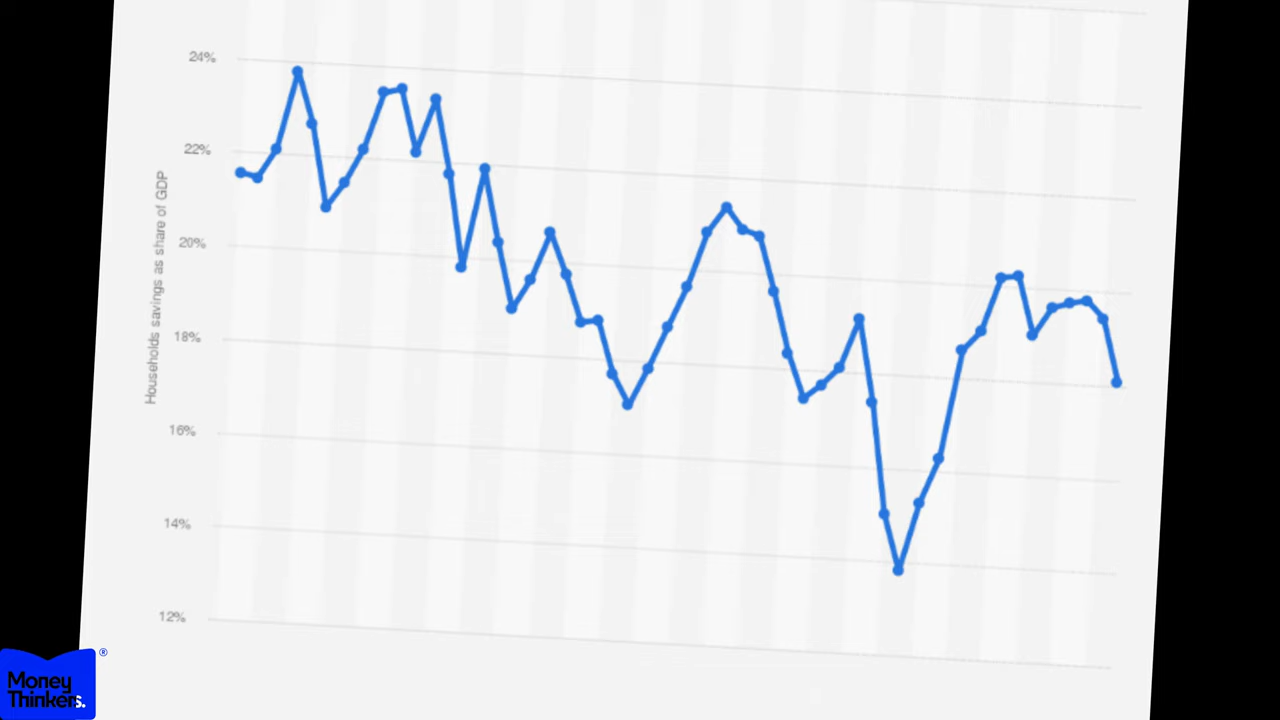 24%
22%
20%
18%
16%
14%
12%
Households savings as share of GDP
Money
Thinkers.
®